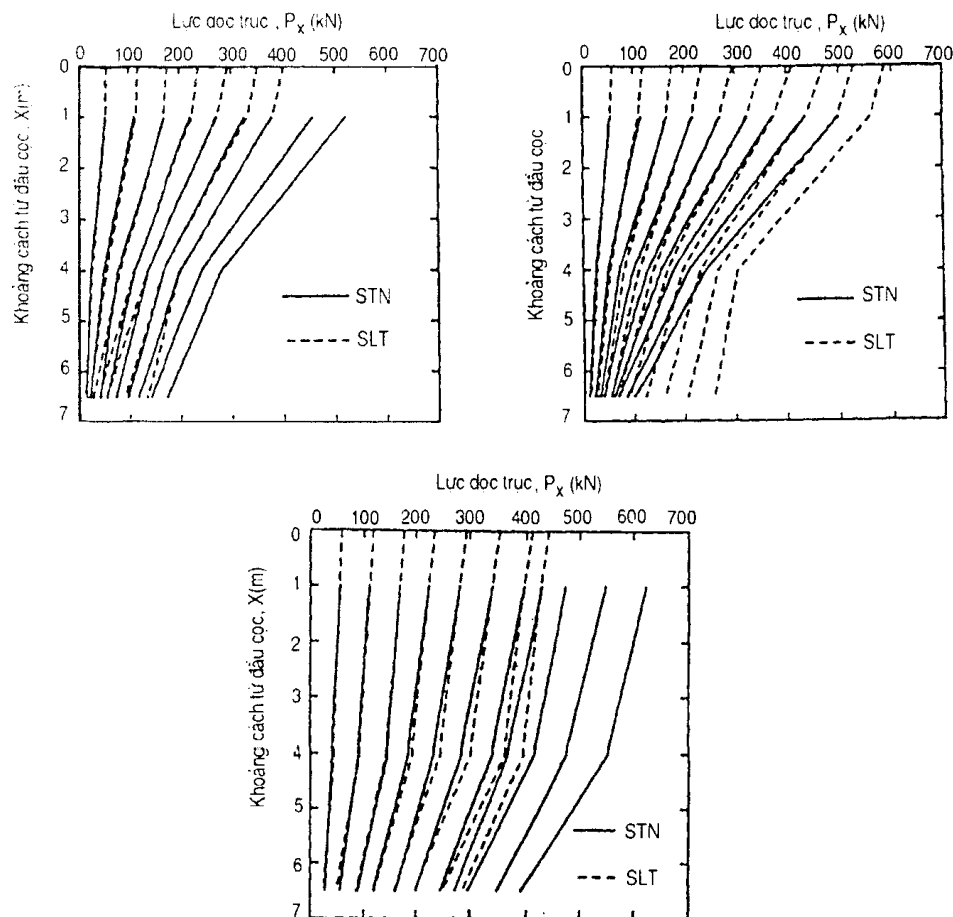 Lực dọc trục, Px (kN)
0 100 200 300 400 500 600 700
Khoảng cách từ đầu cọc, X(m)
0
1
2
3
4
5
6
7
STN
SLT
Lực dọc trục, Px (kN)
0 100 200 300 400 500 600 700
Khoảng cách từ đầu cọc
0
1
2
3
4
5
6
7
STN
SLT
Lực dọc trục, Px (kN)
0 100 200 300 400 500 600 700
Khoảng cách từ đầu cọc, X(m)
0
1
2
3
4
5
6
7
STN
SLT